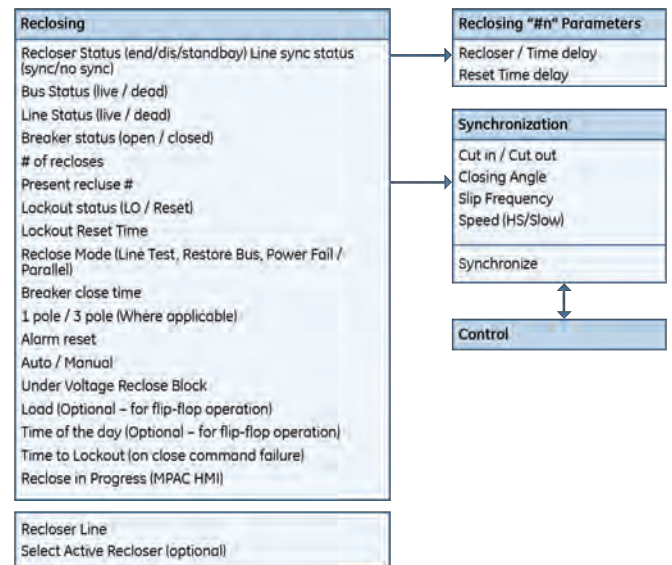 Reclosing
Recloser Status (end/dis/standbay) Line sync status
(sync/no sync)
Bus Status (live / dead)
Line Status (live / dead)
Breaker status (open / closed)
# of recloses
Present recluse #
Lockout status (LO / Reset)
Lockout Reset Time
Reclose Mode (Line Test, Restore Bus, Power Fail /
Parallel)
Breaker close time
1 pole / 3 pole (Where applicable)
Alarm reset
Auto / Manual
Under Voltage Reclose Block
Load (Optional – for flip-flop operation)
Time of the day (Optional – for flip-flop operation)
Time to Lockout (on close command failure)
Reclose in Progress (MPAC HMI)
Recloser Line
Select Active Recloser (optional)
Reclosing "#n" Parameters
Recloser / Time delay
Reset Time delay
Synchronization
Cut in / Cut out
Closing Angle
Slip Frequency
Speed (HS/Slow)
Synchronize
Control